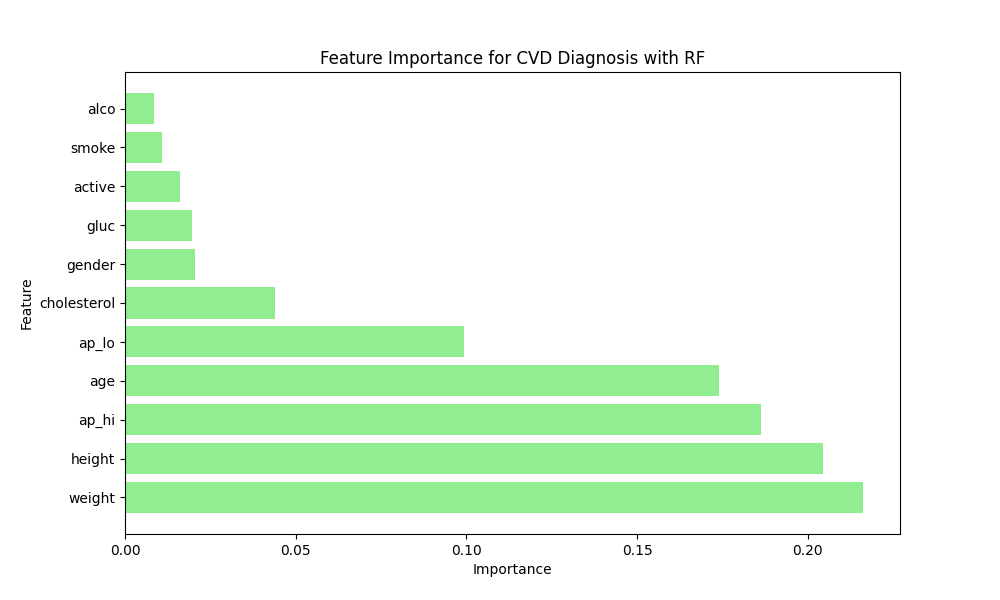 Feature Importance for CVD Diagnosis with RF
alco
smoke
active
gluc
gender
cholesterol
ap_lo
age
ap_hi
height
weight
Feature
0.00 0.05 0.10 0.15 0.20
Importance